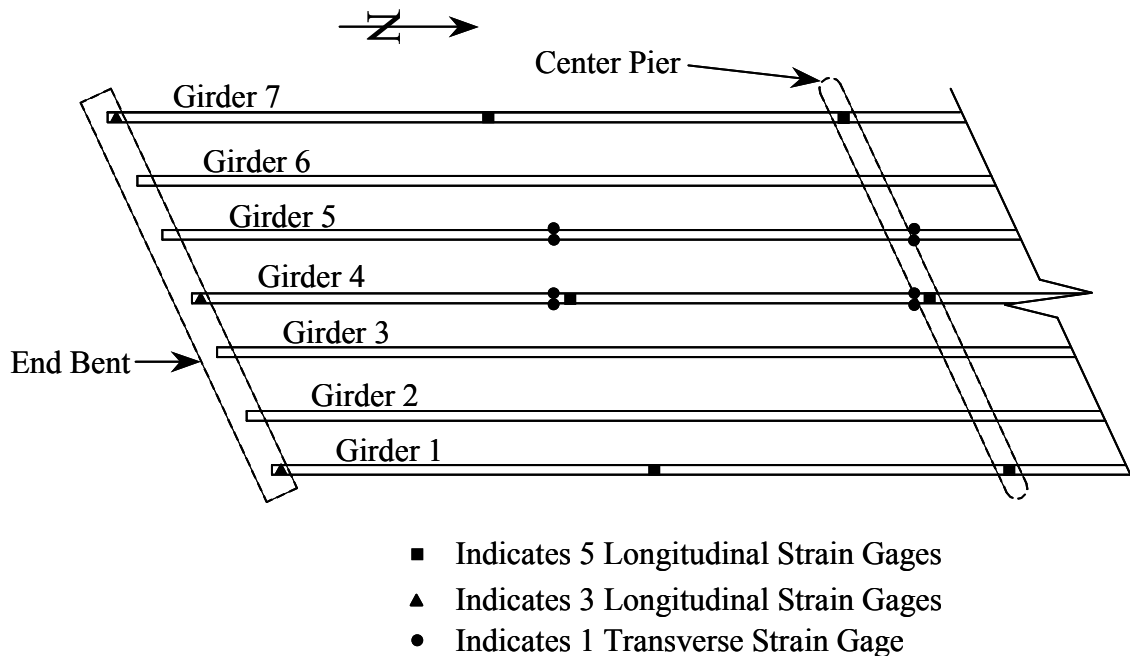 N
Center Pier
Girder 7
Girder 6
Girder 5
Girder 4
Girder 3
End Bent
Girder 2
Girder 1
Indicates 5 Longitudinal Strain Gages
Indicates 3 Longitudinal Strain Gages
Indicates 1 Transverse Strain Gage